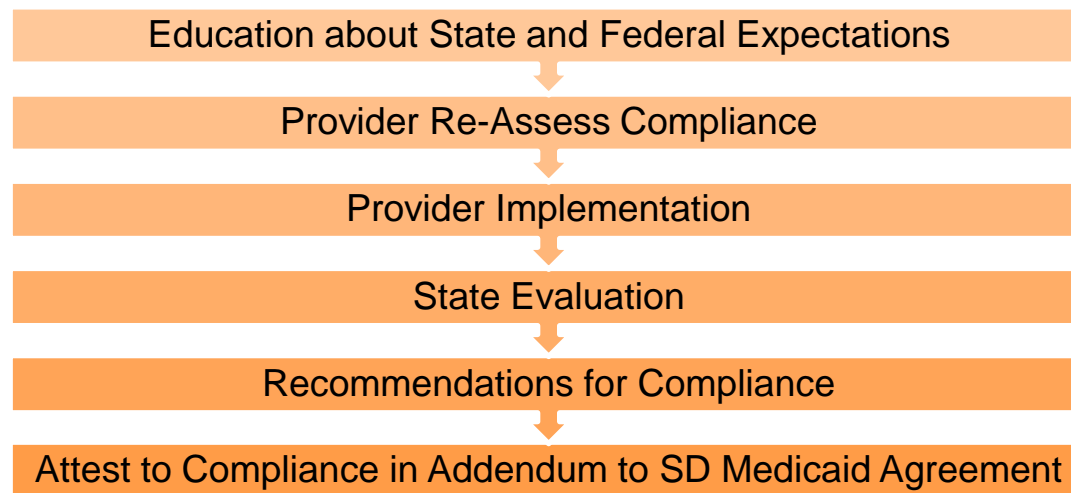 Education about State and Federal Expectations
Provider Re-Assess Compliance
Provider Implementation
State Evaluation
Recommendations for Compliance
Attest to Compliance in Addendum to SD Medicaid Agreement